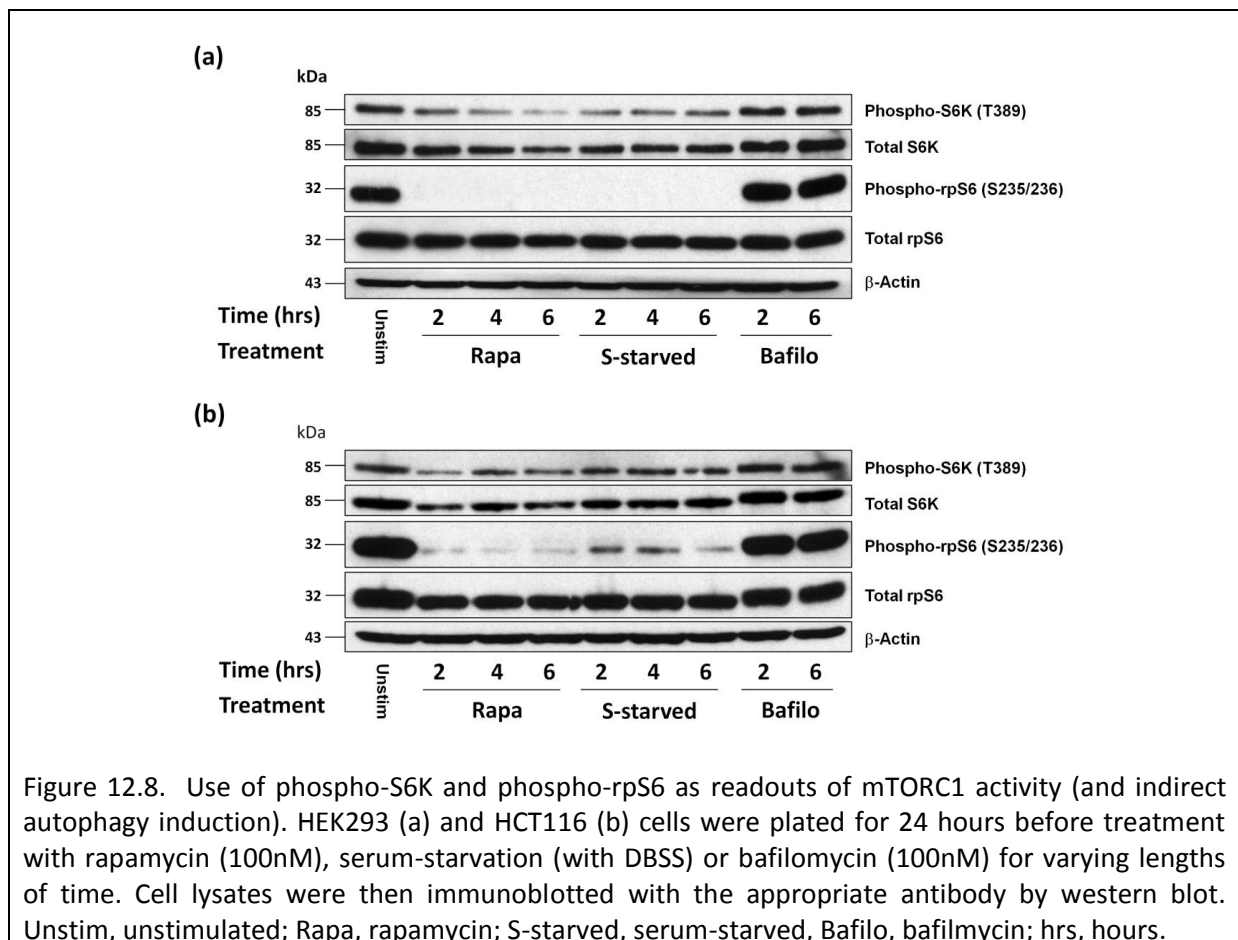 (a)
kDa
85 Phospho-S6K (T389)
85 Total S6K
32 Phospho-rpS6 (S235/236)
32 Total rpS6
43 β-Actin
Time (hrs) Unstim 2 4 6 2 4 6 2 6
Treatment Rapa S-starved Bafilo
(b)
kDa
85 Phospho-S6K (T389)
85 Total S6K
32 Phospho-rpS6 (S235/236)
32 Total rpS6
43 β-Actin
Time (hrs) Unstim 2 4 6 2 4 6 2 6
Treatment Rapa S-starved Bafilo
Figure 12.8. Use of phospho-S6K and phospho-rpS6 as readouts of mTORC1 activity (and indirect
autophagy induction). HEK293 (a) and HCT116 (b) cells were plated for 24 hours before treatment
with rapamycin (100nM), serum-starvation (with DBSS) or bafilomycin (100nM) for varying lengths
of time. Cell lysates were then immunoblotted with the appropriate antibody by western blot.
Unstim, unstimulated; Rapa, rapamycin; S-starved, serum-starved, Bafilo, bafilmycin; hrs, hours.